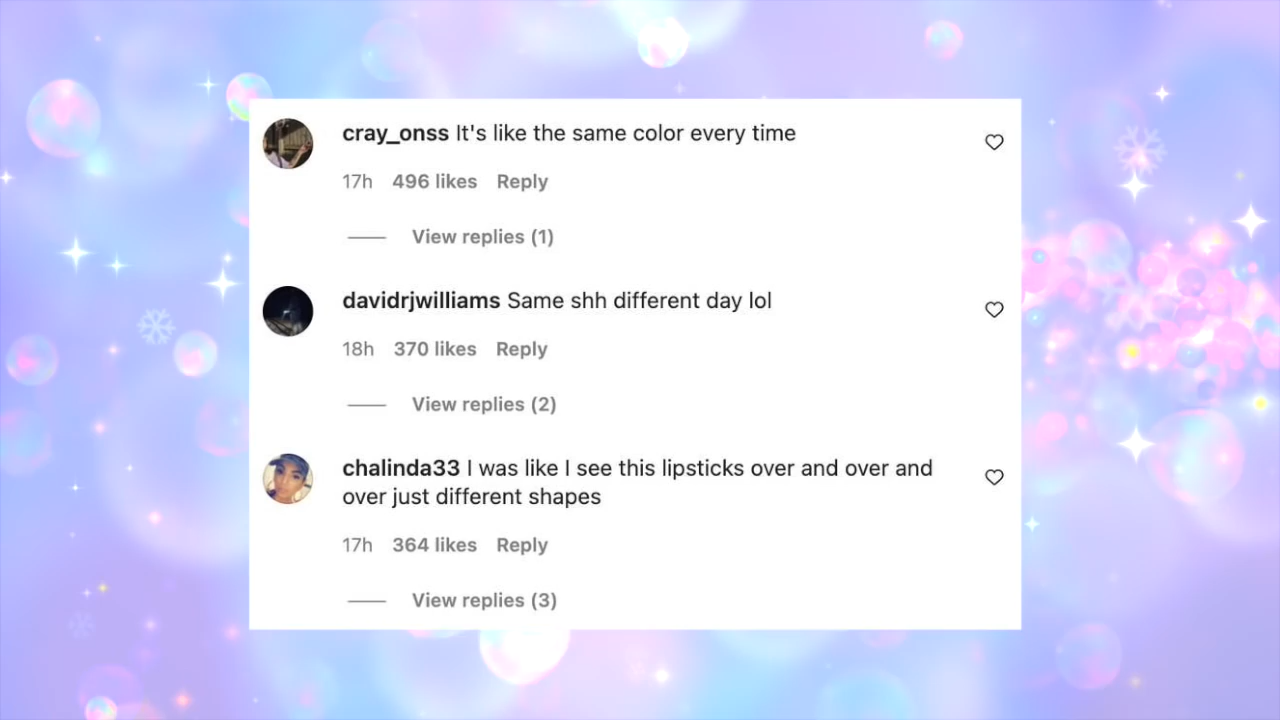 cray_onss It's like the same color every time
17h 496 likes Reply
View replies (1)
davidrjwilliams Same shh different day lol
18h 370 likes Reply
View replies (2)
chalinda33 I was like I see this lipsticks over and over and
over just different shapes
17h 364 likes Reply
View replies (3)